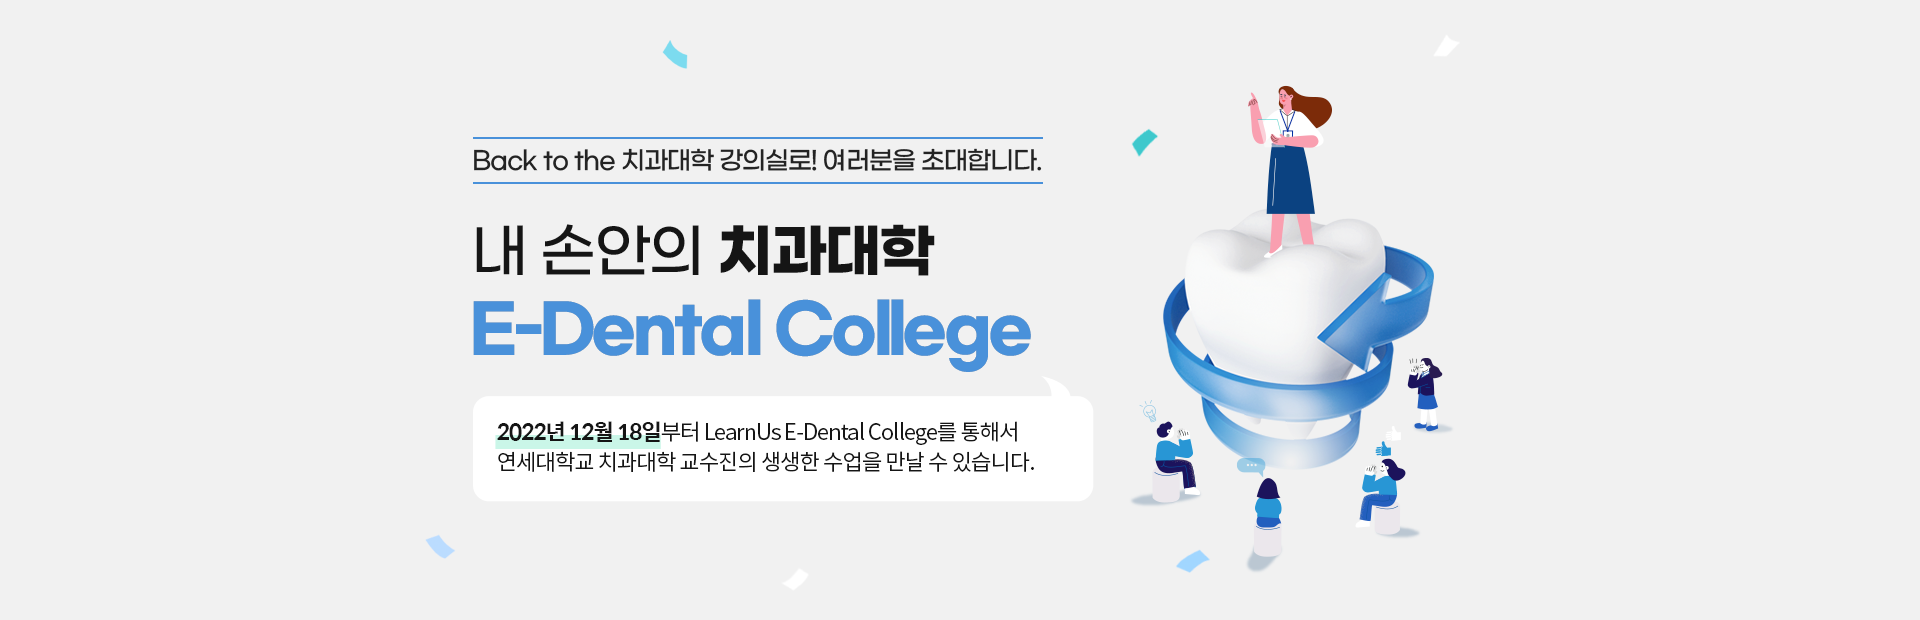 Back to the 치과대학 강의실로! 여러분을 초대합니다.
내 손안의 치과대학
E-Dental College
2022년 12월 18일부터 LearnUs E-Dental College를 통해서
연세대학교 치과대학 교수진의 생생한 수업을 만날 수 있습니다.